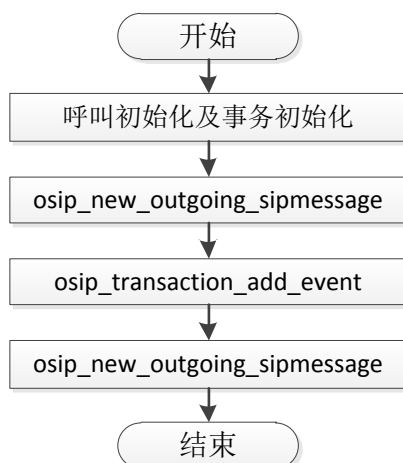 开始
呼叫初始化及事务初始化
osip_new_outgoing_sipmessage
osip_transaction_add_event
osip_new_outgoing_sipmessage
结束